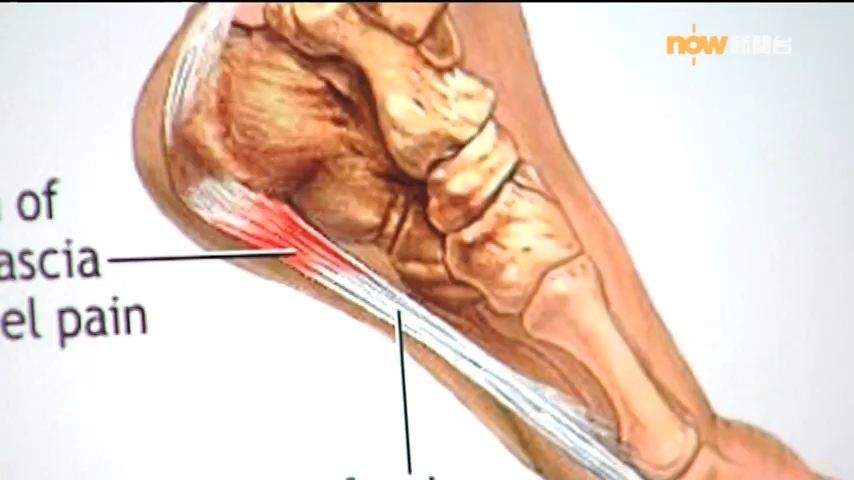 now 新聞台
of
ascia
el pain